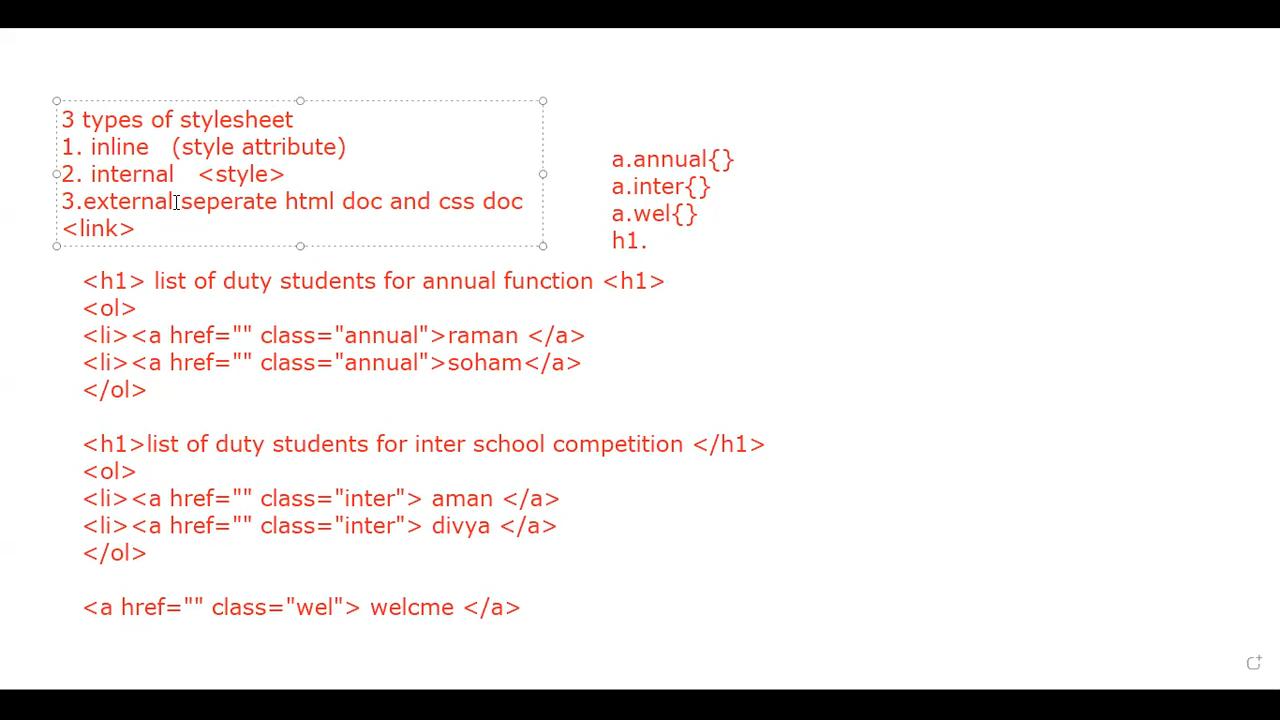 3 types of stylesheet
1. inline (style attribute)
2. internal <style>
3.external seperate html doc and css doc
<link>
a.annual{}
a.inter{}
a.wel{}
h1.
<h1> list of duty students for annual function <h1>
<ol>
<li><a href="" class="annual">raman </a>
<li><a href="" class="annual">soham</a>
</ol>
<h1>list of duty students for inter school competition </h1>
<ol>
<li><a href="" class="inter"> aman </a>
<li><a href="" class="inter"> divya </a>
</ol>
<a href="" class="wel"> welcme </a>